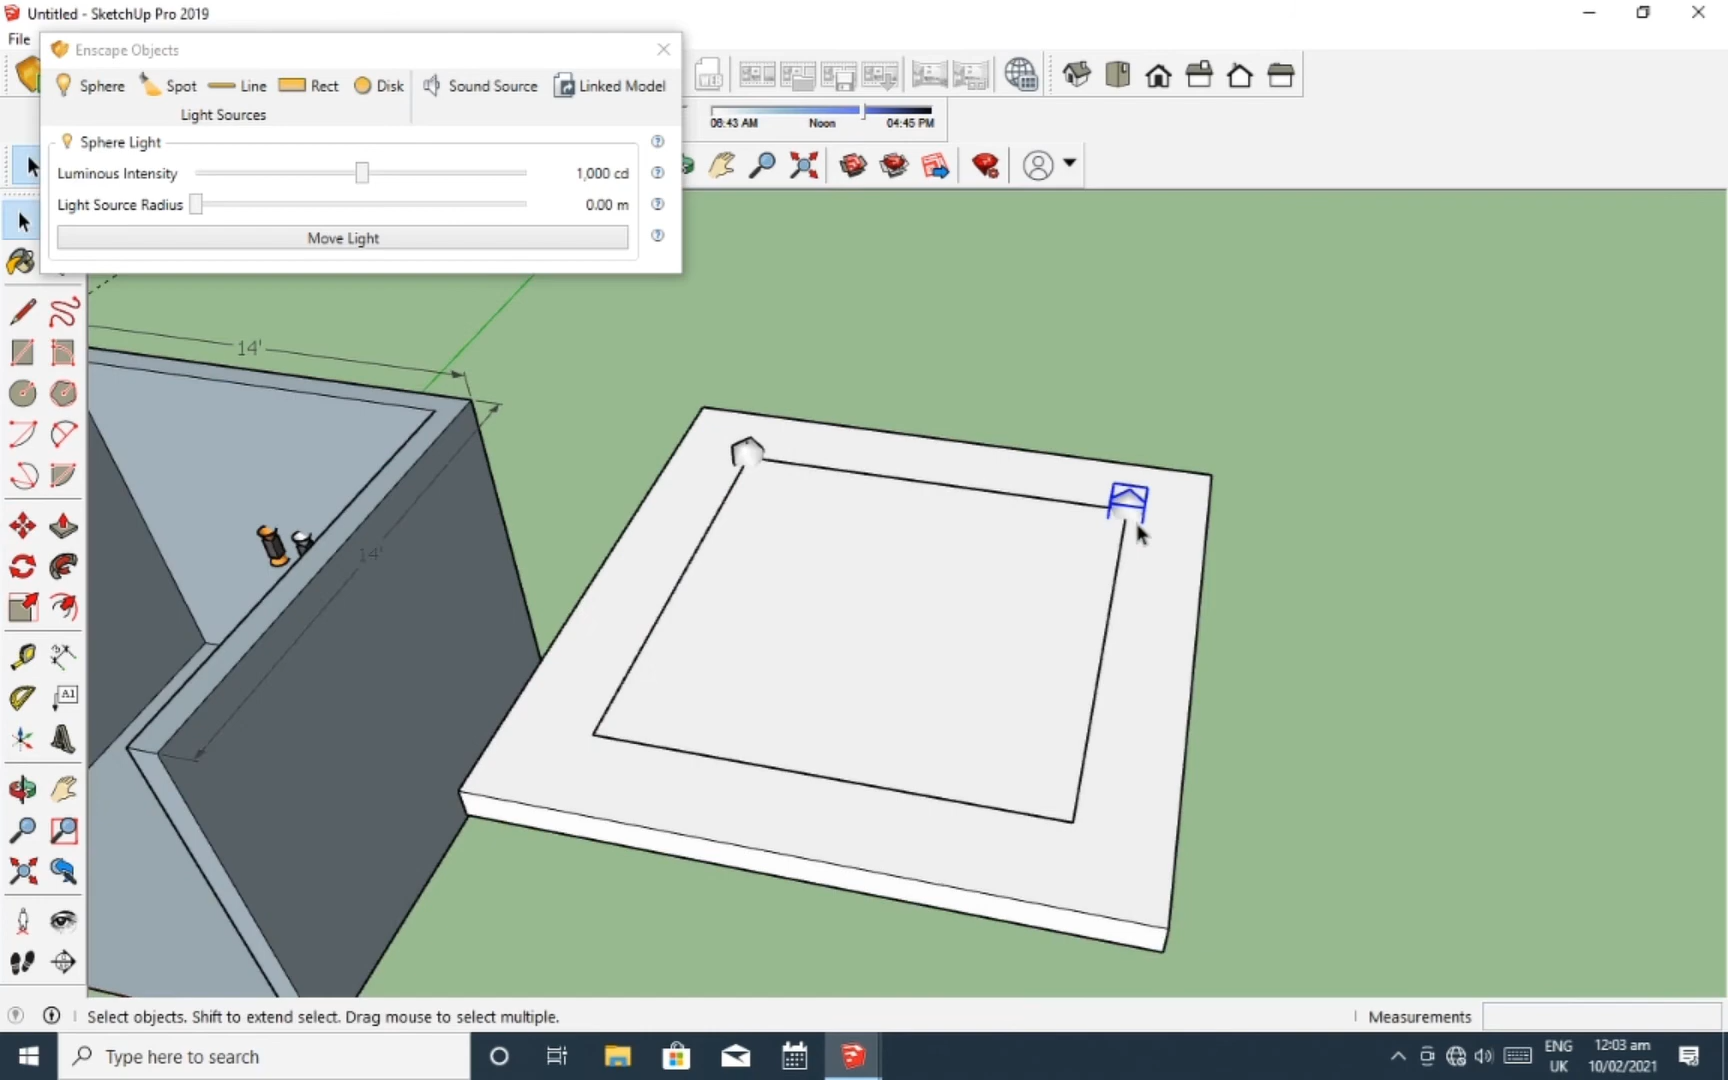 Untitled - SketchUp Pro 2019
File
Enscape Objects
Sphere Spot Line Rect Disk Sound Source Linked Model
Light Sources
Sphere Light
Luminous Intensity 1,000 cd
Light Source Radius 0.00 m
Move Light
06:43 AM Noon 04:45 PM
14'
14'
A1
Select objects. Shift to extend select. Drag mouse to select multiple.
Measurements
Type here to search
ENG
UK
12:03 am
10/02/2021